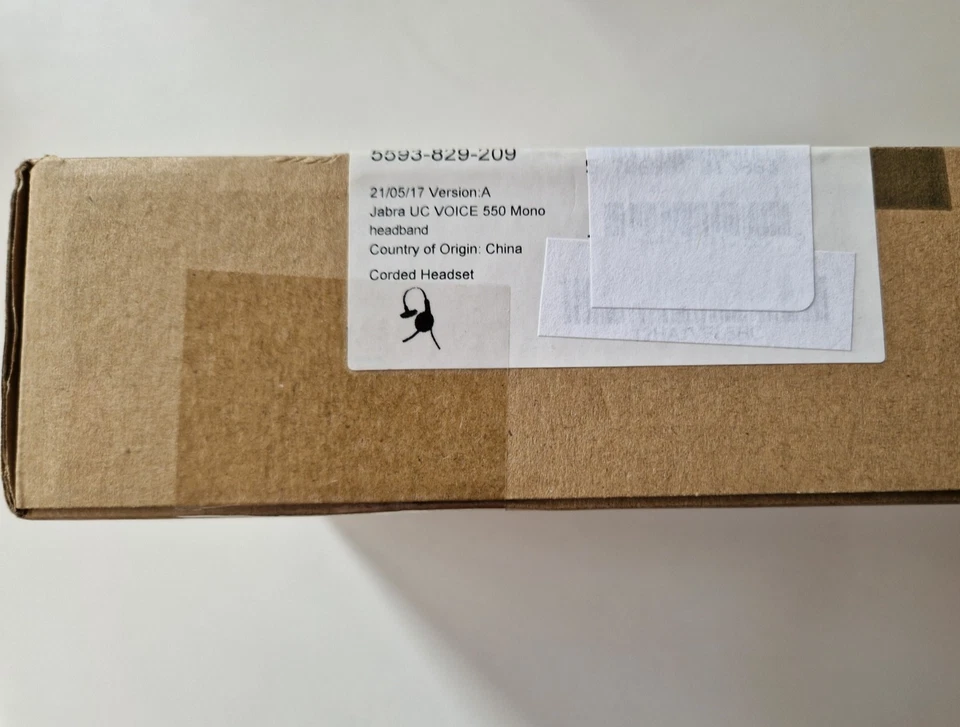 5593-829-209
21/05/17 Version:A
Jabra UC VOICE 550 Mono
headband
Country of Origin: China
Corded Headset